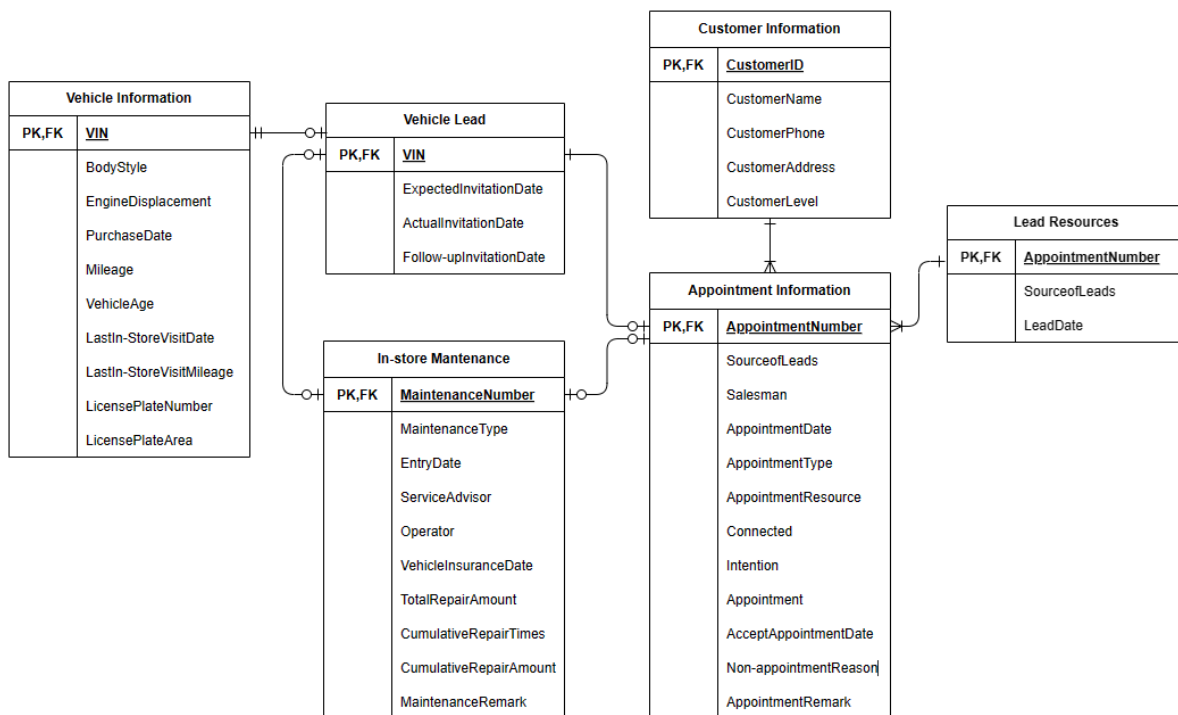 Customer Information
PK,FK CustomerID
CustomerName
CustomerPhone
CustomerAddress
CustomerLevel
Vehicle Information
PK,FK VIN
BodyStyle
EngineDisplacement
PurchaseDate
Mileage
VehicleAge
LastIn-StoreVisitDate
LastIn-StoreVisitMileage
LicensePlateNumber
LicensePlateArea
Vehicle Lead
PK,FK VIN
ExpectedInvitationDate
ActualInvitationDate
Follow-upInvitationDate
Lead Resources
PK,FK AppointmentNumber
SourceofLeads
LeadDate
Appointment Information
PK,FK AppointmentNumber
SourceofLeads
Salesman
AppointmentDate
AppointmentType
AppointmentResource
Connected
Intention
Appointment
AcceptAppointmentDate
Non-appointmentReason
AppointmentRemark
In-store Mantenance
PK,FK MaintenanceNumber
MaintenanceType
EntryDate
ServiceAdvisor
Operator
VehicleInsuranceDate
TotalRepairAmount
CumulativeRepairTimes
CumulativeRepairAmount
MaintenanceRemark